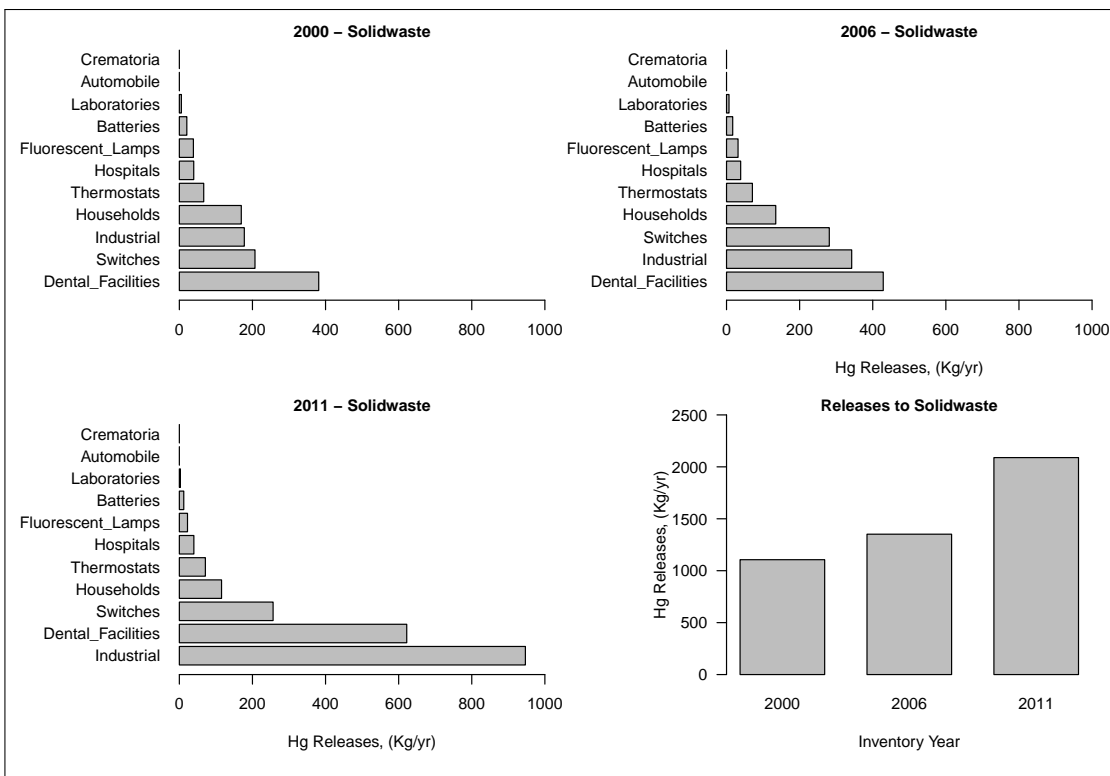 2000 – Solidwaste
Crematoria
Automobile
Laboratories
Batteries
Fluorescent_Lamps
Hospitals
Thermostats
Households
Industrial
Switches
Dental_Facilities
0 200 400 600 800 1000
2006 – Solidwaste
Crematoria
Automobile
Laboratories
Batteries
Fluorescent_Lamps
Hospitals
Thermostats
Households
Switches
Industrial
Dental_Facilities
0 200 400 600 800 1000
Hg Releases, (Kg/yr)
2011 – Solidwaste
Crematoria
Automobile
Laboratories
Batteries
Fluorescent_Lamps
Hospitals
Thermostats
Households
Switches
Dental_Facilities
Industrial
0 200 400 600 800 1000
Hg Releases, (Kg/yr)
Releases to Solidwaste
Hg Releases, (Kg/yr)
2500
2000
1500
1000
500
0
2000 2006 2011
Inventory Year